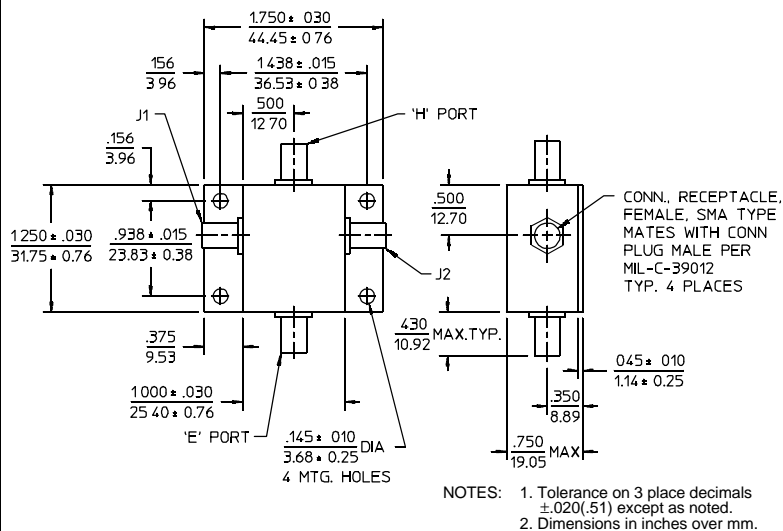 1.750± 030
44.45± 0 76
156
3 96
1 438± .015
36.53± 0 38
500
12 70
'H' PORT
J1
.156
3.96
.500
12.70
CONN., RECEPTACLE,
FEMALE, SMA TYPE
MATES WITH CONN
PLUG MALE PER
MIL-C-39012
TYP. 4 PLACES
1 250± .030
31.75± 0.76
.938± .015
23.83± 0.38
J2
.375
9.53
430
10.92
MAX.TYP.
045± 010
1.14± 0.25
.350
8.89
1 000± .030
25 40± 0.76
'E' PORT
.145± 010
3.68± 0.25
DIA
4 MTG. HOLES
.750
19.05
MAX
NOTES: 1. Tolerance on 3 place decimals
±.020(.51) except as noted.
2. Dimensions in inches over mm.